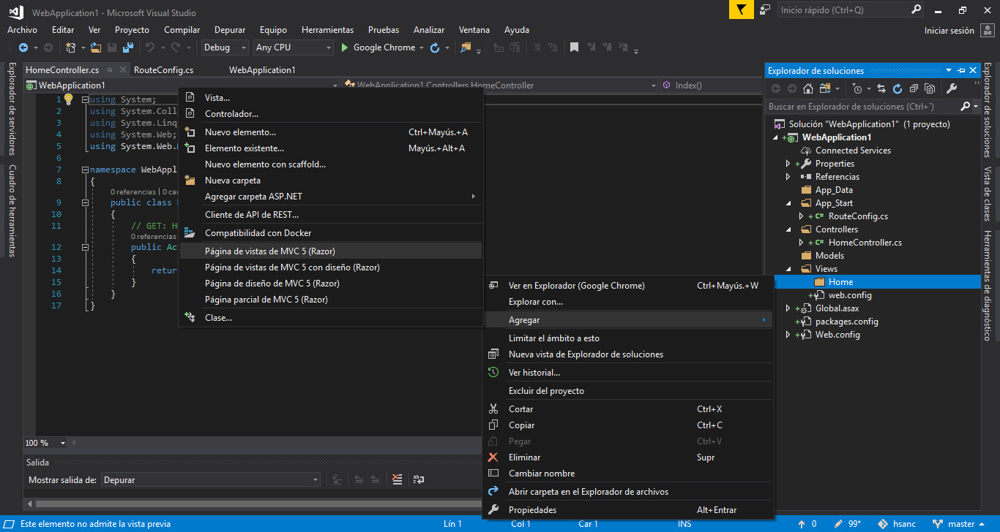 WebApplication1 - Microsoft Visual Studio
Inicio rápido (Ctrl+Q)
Archivo Editar Ver Proyecto Compilar Depurar Equipo Herramientas Pruebas Analizar Ventana Ayuda
Iniciar sesión
Debug Any CPU Google Chrome
HomeController.cs RouteConfig.cs WebApplication1
WebApplication1 WebApplication1.Controllers.HomeController Index()
Explorador de servidores
Cuadro de herramientas
1 using System;
2 using System.Coll
3 using System.Linq
4 using System.Web;
5 using System.Web.
6
7 namespace WebAppl
8 {
0 referencias | 0 ca
9 public class
10 {
11 // GET: H
0 referencias
12 public Ac
13 {
14 retur
15 }
16 }
17 }
Vista...
Controlador...
Nuevo elemento... Ctrl+Mayús.+A
Elemento existente... Mayús.+Alt+A
Nuevo elemento con scaffold...
Nueva carpeta
Agregar carpeta ASP.NET
Cliente de API de REST...
Compatibilidad con Docker
Página de vistas de MVC 5 (Razor)
Página de vistas de MVC 5 con diseño (Razor)
Página de diseño de MVC 5 (Razor)
Página parcial de MVC 5 (Razor)
Clase...
Ver en Explorador (Google Chrome) Ctrl+Mayús.+W
Explorar con...
Agregar
Limitar el ámbito a esto
Nueva vista de Explorador de soluciones
Ver historial...
Excluir del proyecto
Cortar Ctrl+X
Copiar Ctrl+C
Pegar Ctrl+V
Eliminar Supr
Cambiar nombre
Abrir carpeta en el Explorador de archivos
Propiedades Alt+Entrar
Explorador de soluciones
Buscar en Explorador de soluciones (Ctrl+`)
Solución "WebApplication1" (1 proyecto)
WebApplication1
Connected Services
Properties
Referencias
App_Data
App_Start
C# RouteConfig.cs
Controllers
C# HomeController.cs
Models
Views
Home
web.config
Global.asax
packages.config
Web.config
Explorador de soluciones
Vista de clases
Herramientas de diagnóstico
100 %
Salida
Mostrar salida de: Depurar
Este elemento no admite la vista previa Lín 1 Col 1 Car 1 INS 0 99* hsanc master